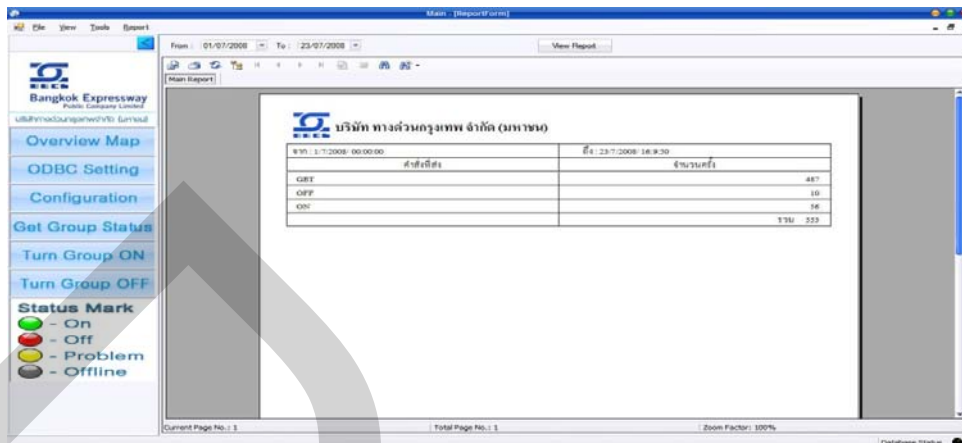 Main - [ReportForm]
File View Tools Report
From : 01/07/2008 To : 23/07/2008 View Report
Main Report
BECL
Bangkok Expressway
Public Company Limited
Overview Map
ODBC Setting
Configuration
Get Group Status
Turn Group ON
Turn Group OFF
Status Mark
- On
- Off
- Problem
- Offline
บริษัท ทางด่วนกรุงเทพ จำกัด (มหาชน)
จาก : 1/7/2008 00:00:00 ถึง : 23/7/2008 16:9:30
คำสั่งที่ส่ง จำนวนครั้ง
GET 487
OFF 10
ON 56
รวม 553
Current Page No.: 1 Total Page No.: 1 Zoom Factor: 100%
Database Status